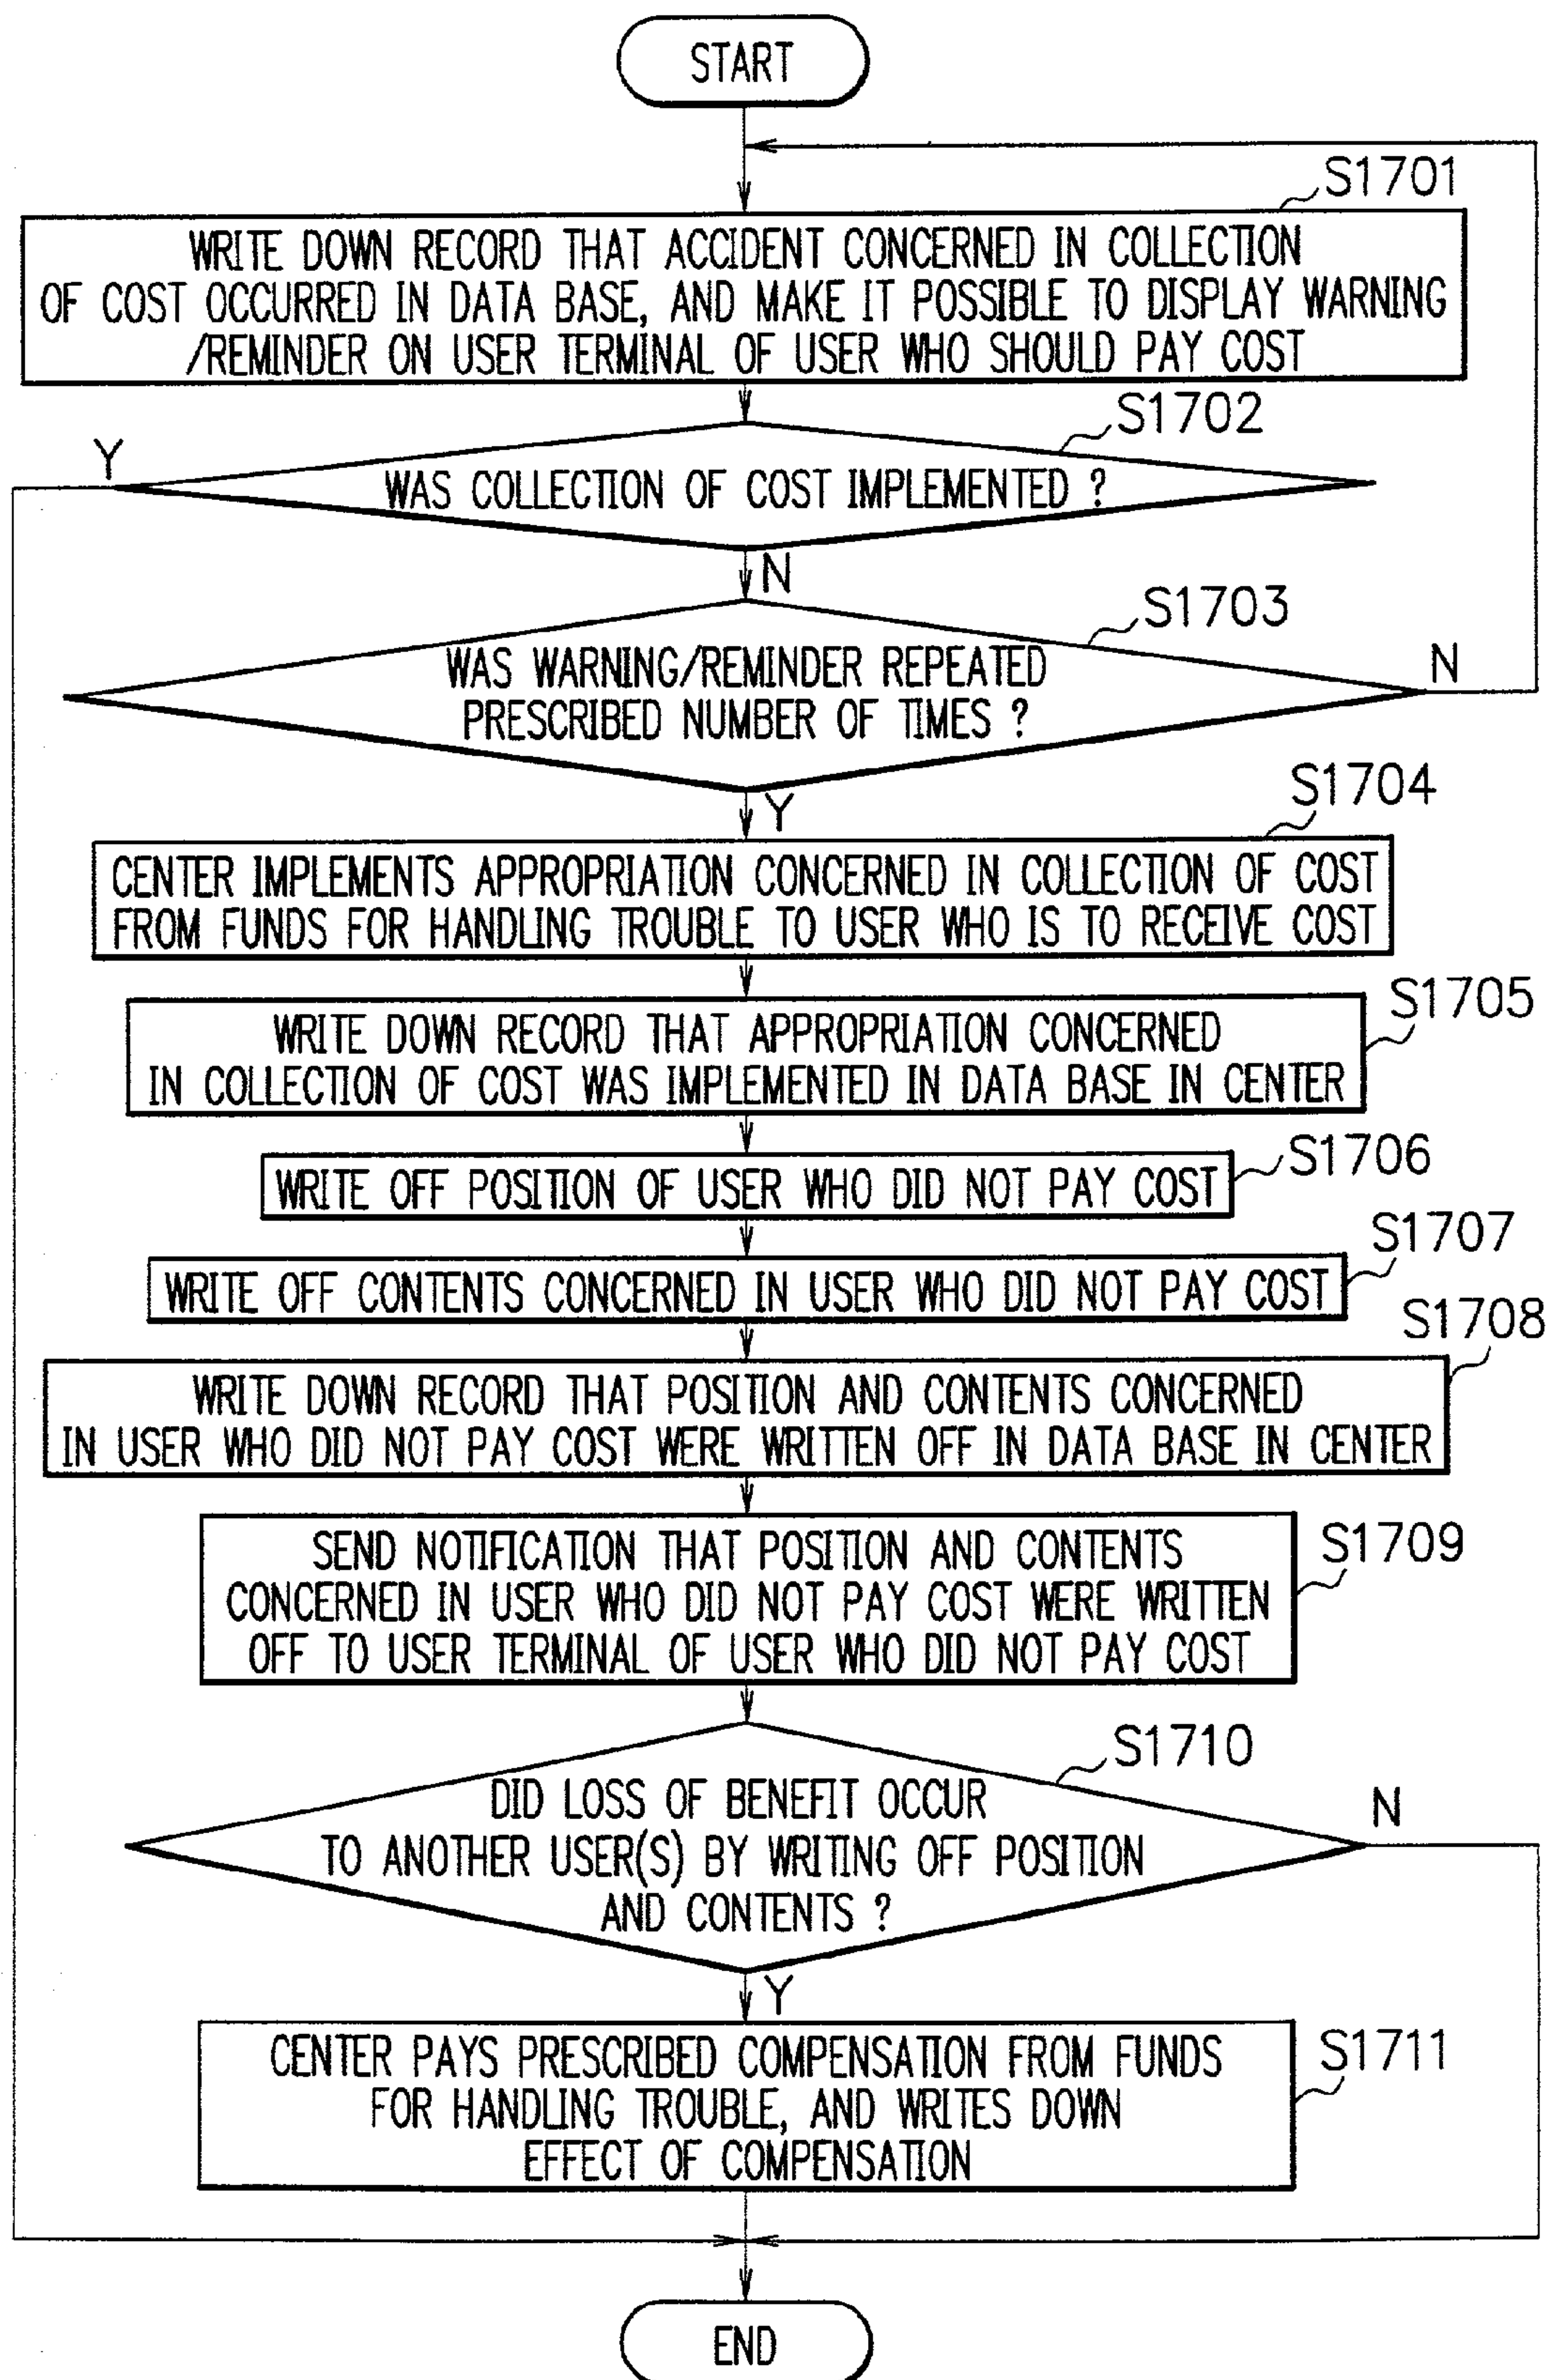 START
S1701
WRITE DOWN RECORD THAT ACCIDENT CONCERNED IN COLLECTION
OF COST OCCURRED IN DATA BASE, AND MAKE IT POSSIBLE TO DISPLAY WARNING
/REMINDER ON USER TERMINAL OF USER WHO SHOULD PAY COST
S1702
Y
WAS COLLECTION OF COST IMPLEMENTED ?
N
S1703
WAS WARNING/REMINDER REPEATED
PRESCRIBED NUMBER OF TIMES ?
N
Y
S1704
CENTER IMPLEMENTS APPROPRIATION CONCERNED IN COLLECTION OF COST
FROM FUNDS FOR HANDLING TROUBLE TO USER WHO IS TO RECEIVE COST
S1705
WRITE DOWN RECORD THAT APPROPRIATION CONCERNED
IN COLLECTION OF COST WAS IMPLEMENTED IN DATA BASE IN CENTER
S1706
WRITE OFF POSITION OF USER WHO DID NOT PAY COST
S1707
WRITE OFF CONTENTS CONCERNED IN USER WHO DID NOT PAY COST
S1708
WRITE DOWN RECORD THAT POSITION AND CONTENTS CONCERNED
IN USER WHO DID NOT PAY COST WERE WRITTEN OFF IN DATA BASE IN CENTER
S1709
SEND NOTIFICATION THAT POSITION AND CONTENTS
CONCERNED IN USER WHO DID NOT PAY COST WERE WRITTEN
OFF TO USER TERMINAL OF USER WHO DID NOT PAY COST
S1710
DID LOSS OF BENEFIT OCCUR
TO ANOTHER USER(S) BY WRITING OFF POSITION
AND CONTENTS ?
N
Y
S1711
CENTER PAYS PRESCRIBED COMPENSATION FROM FUNDS
FOR HANDLING TROUBLE, AND WRITES DOWN
EFFECT OF COMPENSATION
END